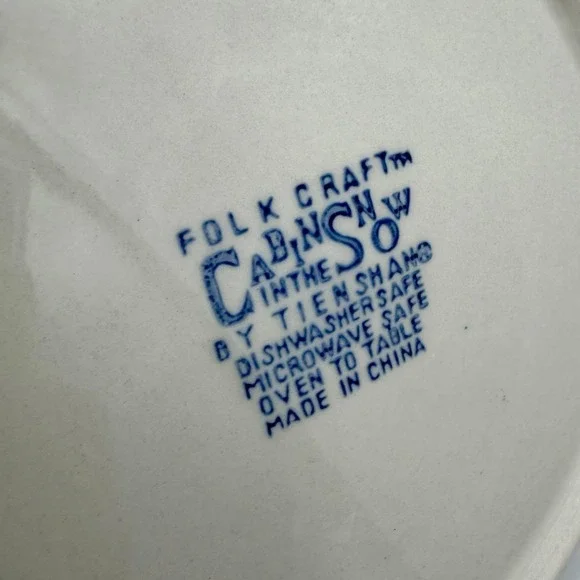 FOLK CRAFT™
CABIN
IN THE SNOW
BY TIENSHAN®
DISHWASHER SAFE
MICROWAVE SAFE
OVEN TO TABLE
MADE IN CHINA